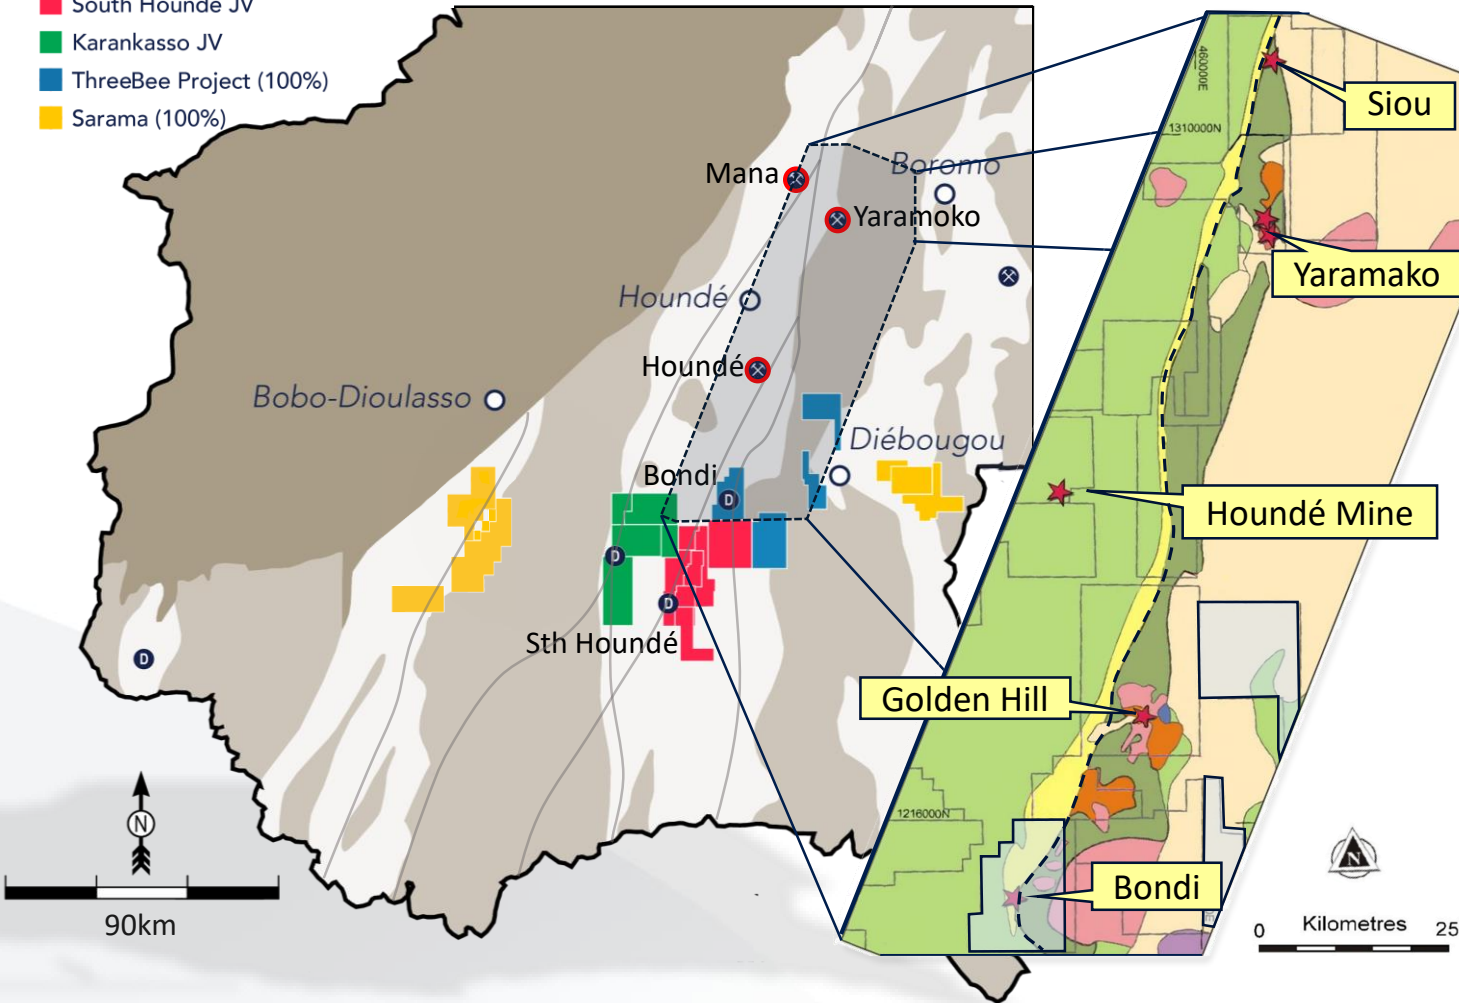 South Houndé JV
Karankasso JV
ThreeBee Project (100%)
Sarama (100%)
Mana
Boromo
Yaramoko
Houndé
Houndé
Bobo-Dioulasso
Diébougou
Bondi
D
D
D
Sth Houndé
D
N
90km
460000E
1310000N
Siou
Yaramako
Houndé Mine
Golden Hill
1216000N
Bondi
N
0 Kilometres 25